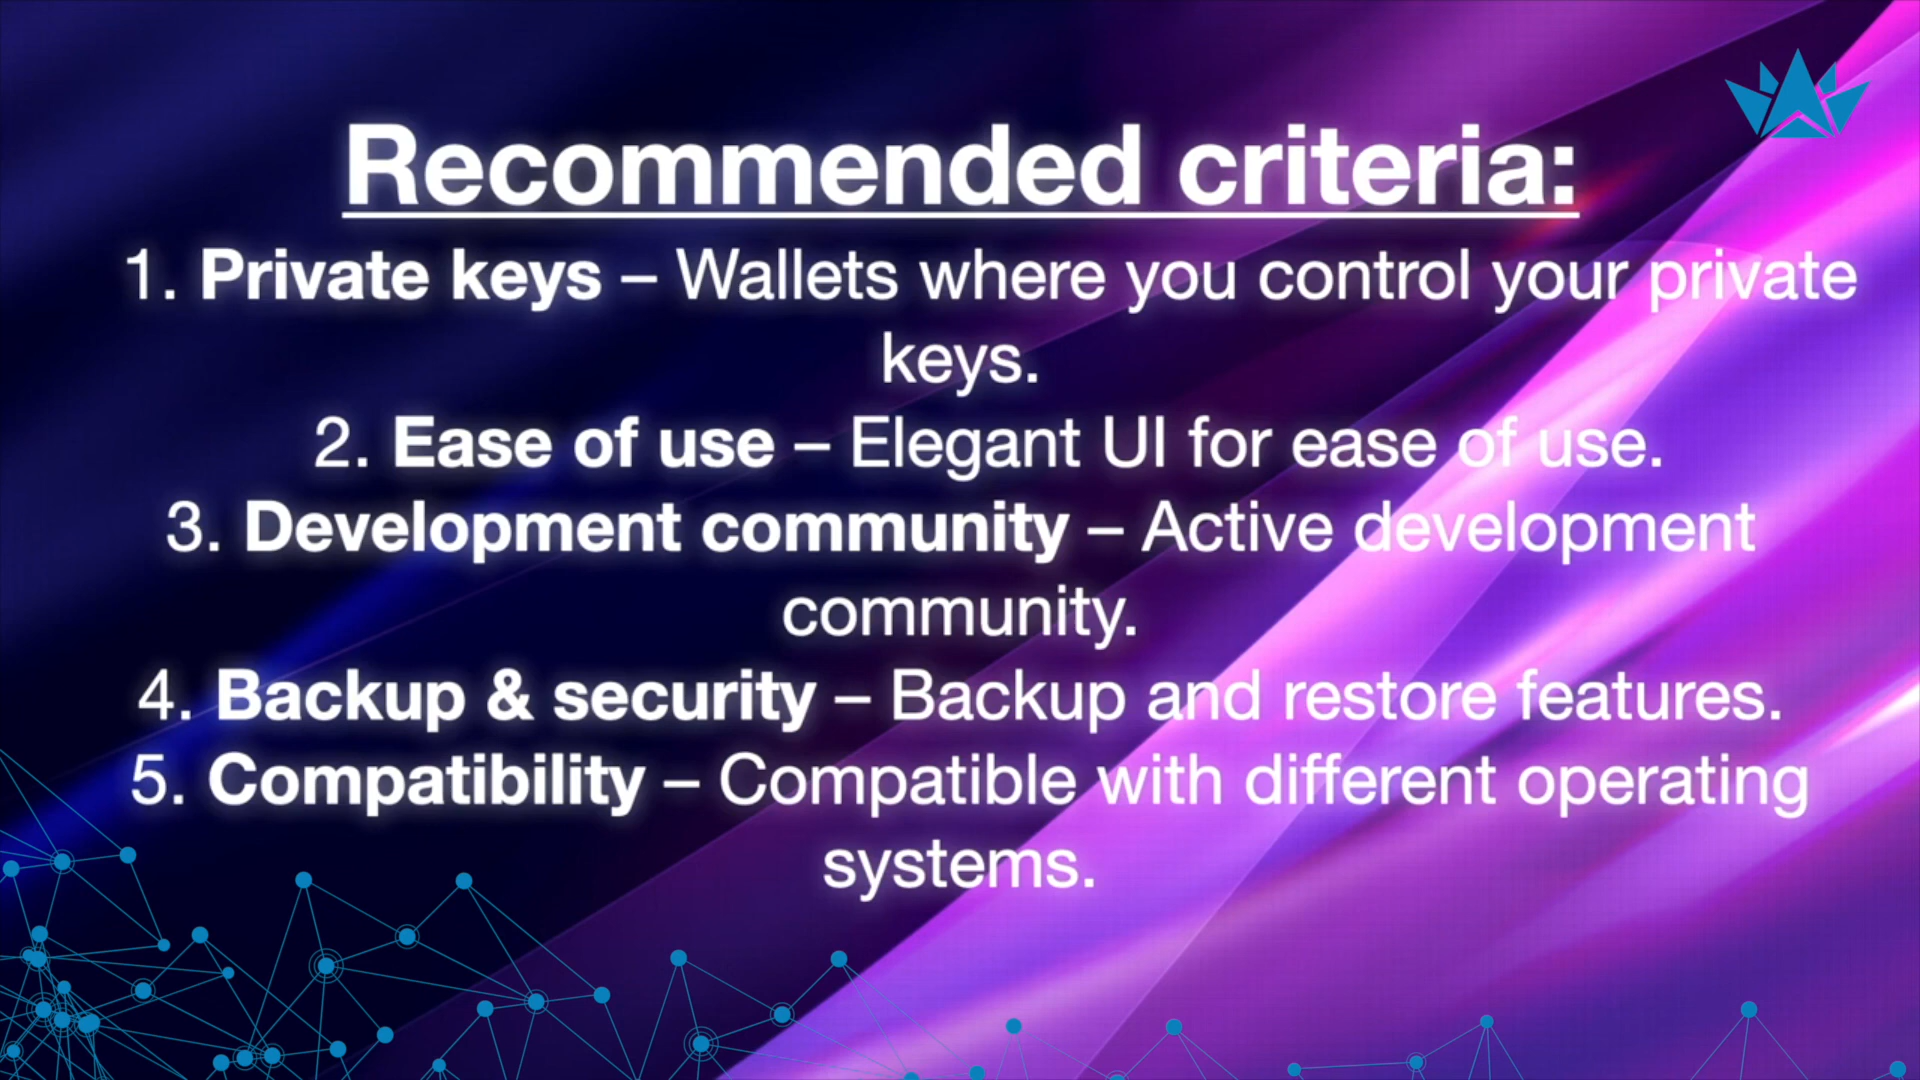 Recommended criteria:
1. Private keys – Wallets where you control your private
keys.
2. Ease of use – Elegant UI for ease of use.
3. Development community – Active development
community.
4. Backup & security – Backup and restore features.
5. Compatibility – Compatible with different operating
systems.